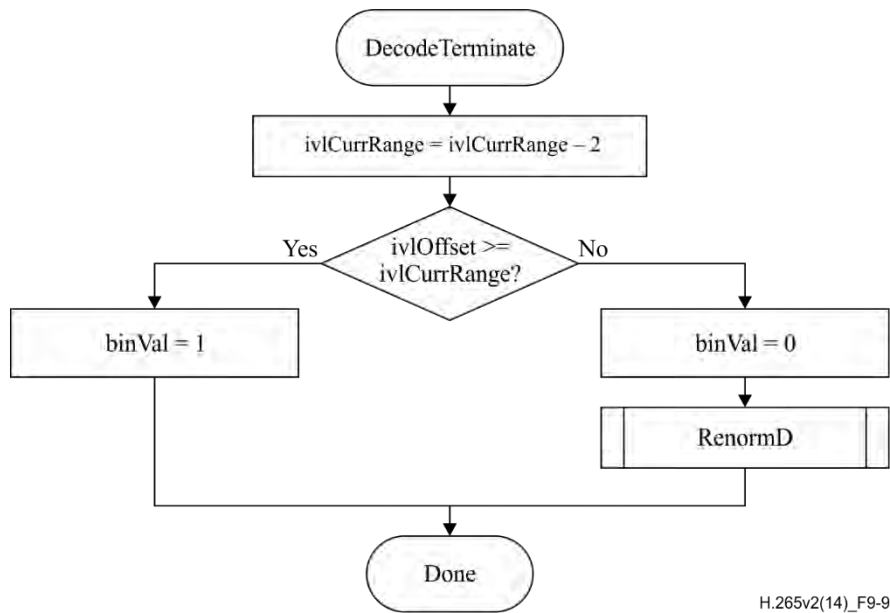 DecodeTerminate
ivlCurrRange = ivlCurrRange – 2
ivlOffset >=
ivlCurrRange?
Yes
No
binVal = 1
binVal = 0
RenormD
Done
H.265v2(14)_F9-9